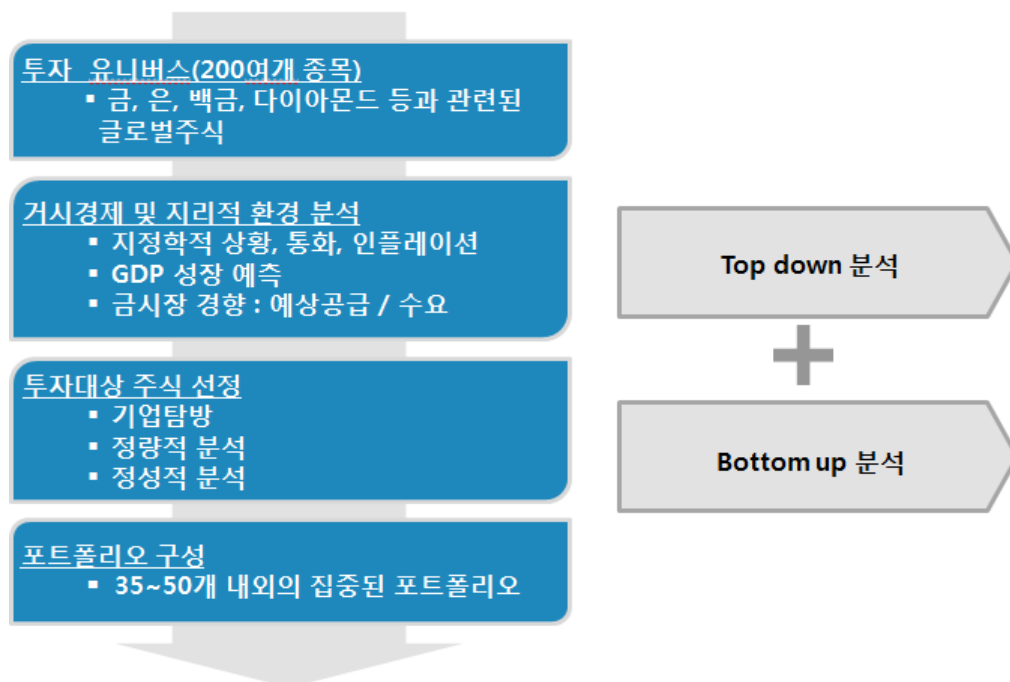 투자 유니버스(200여개 종목)
▪ 금, 은, 백금, 다이아몬드 등과 관련된
글로벌주식
거시경제 및 지리적 환경 분석
▪ 지정학적 상황, 통화, 인플레이션
▪ GDP 성장 예측
▪ 금시장 경향 : 예상공급 / 수요
Top down 분석
투자대상 주식 선정
▪ 기업탐방
▪ 정량적 분석
▪ 정성적 분석
Bottom up 분석
포트폴리오 구성
▪ 35~50개 내외의 집중된 포트폴리오